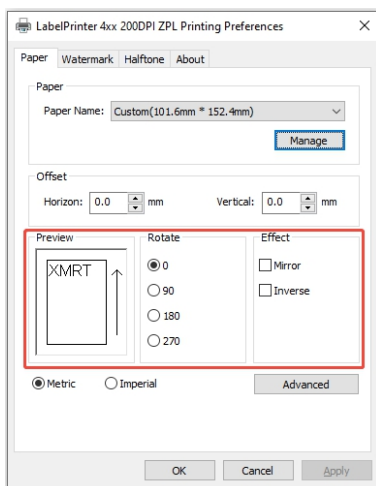 LabelPrinter 4xx 200DPI ZPL Printing Preferences
Paper Watermark Halftone About
Paper
Paper Name: Custom(101.6mm * 152.4mm)
Manage
Offset
Horizon: 0.0 mm Vertical: 0.0 mm
Preview Rotate Effect
XMRT 0 Mirror
90 Inverse
180
270
Metric Imperial Advanced
OK Cancel Apply